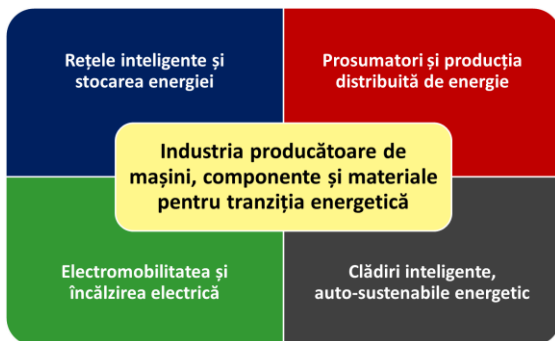 Rețele inteligente și
stocarea energiei
Prosumatori și producția
distribuită de energie
Industria producătoare de
mașini, componente și materiale
pentru tranziția energetică
Electromobilitatea și
încălzirea electrică
Clădiri inteligente,
auto-sustenabile energetic